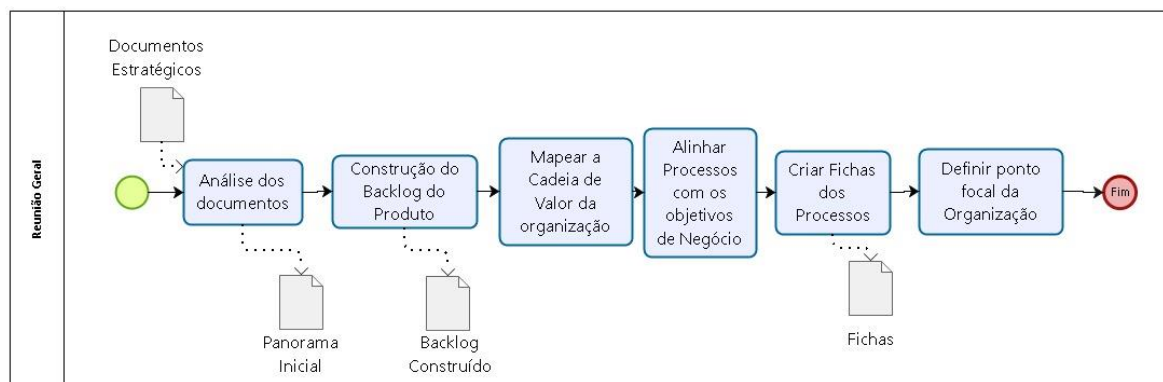 Reunião Geral
Documentos
Estratégicos
Análise dos
documentos
Construção do
Backlog do
Produto
Mapear a
Cadeia de
Valor da
organização
Alinhar
Processos
com os
objetivos
de Negócio
Criar Fichas
dos
Processos
Definir ponto
focal da
Organização
Fim
Panorama
Inicial
Backlog
Construído
Fichas